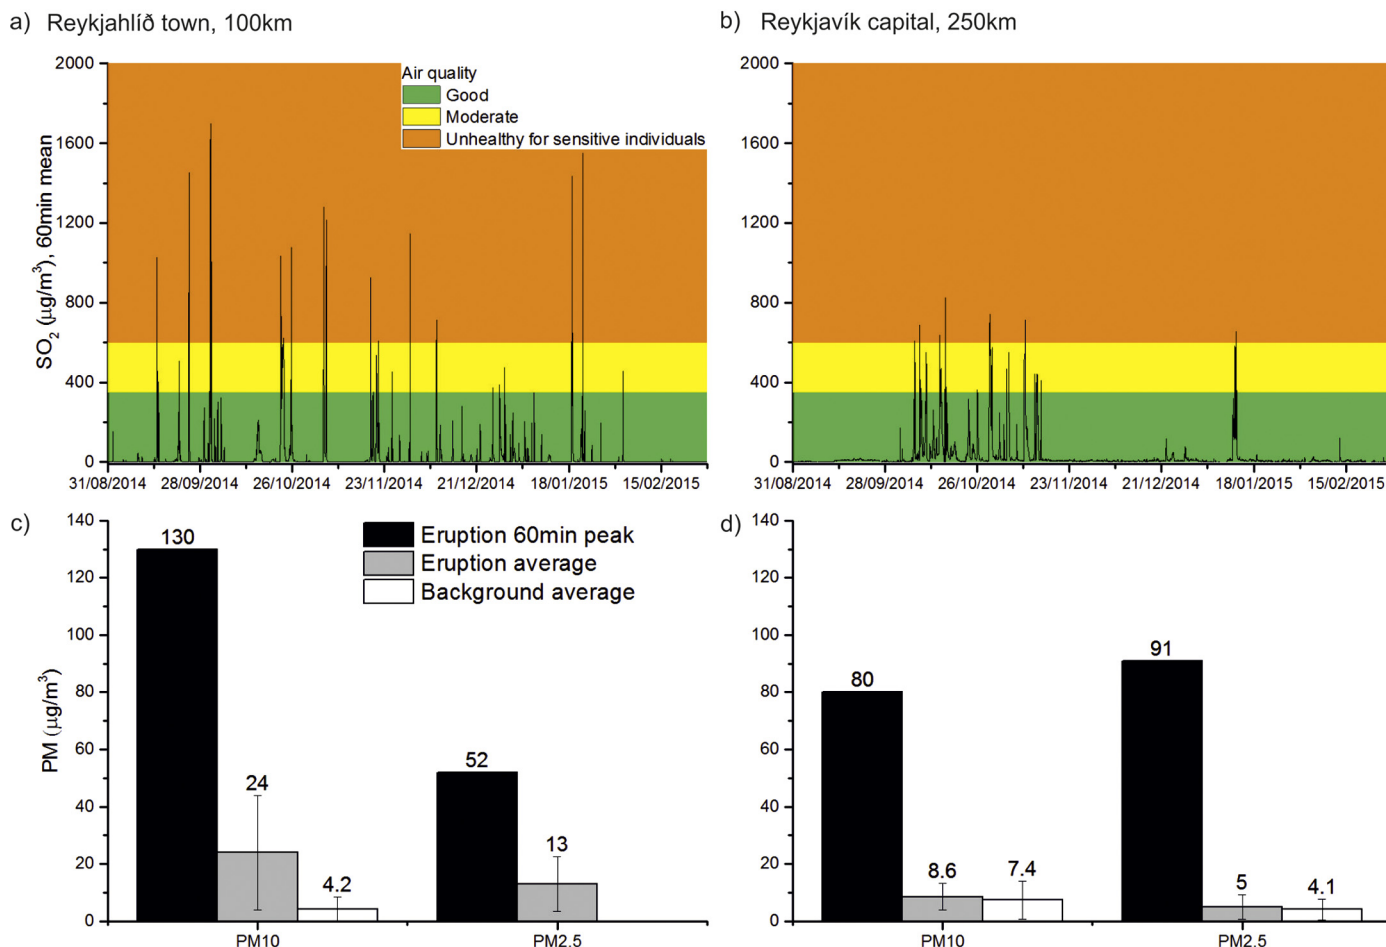 a) Reykjahlíð town, 100km
2000
1600
1200
800
400
0
SO2 (µg/m3), 60min mean
Air quality
Good
Moderate
Unhealthy for sensitive individuals
31/08/2014 28/09/2014 26/10/2014 23/11/2014 21/12/2014 18/01/2015 15/02/2015
b) Reykjavík capital, 250km
2000
1600
1200
800
400
0
31/08/2014 28/09/2014 26/10/2014 23/11/2014 21/12/2014 18/01/2015 15/02/2015
c)
140
120
100
80
60
40
20
0
PM (µg/m3)
Eruption 60min peak
Eruption average
Background average
130
24
4.2
52
13
PM10 PM2.5
d)
140
120
100
80
60
40
20
0
80
8.6
7.4
91
5
4.1
PM10 PM2.5